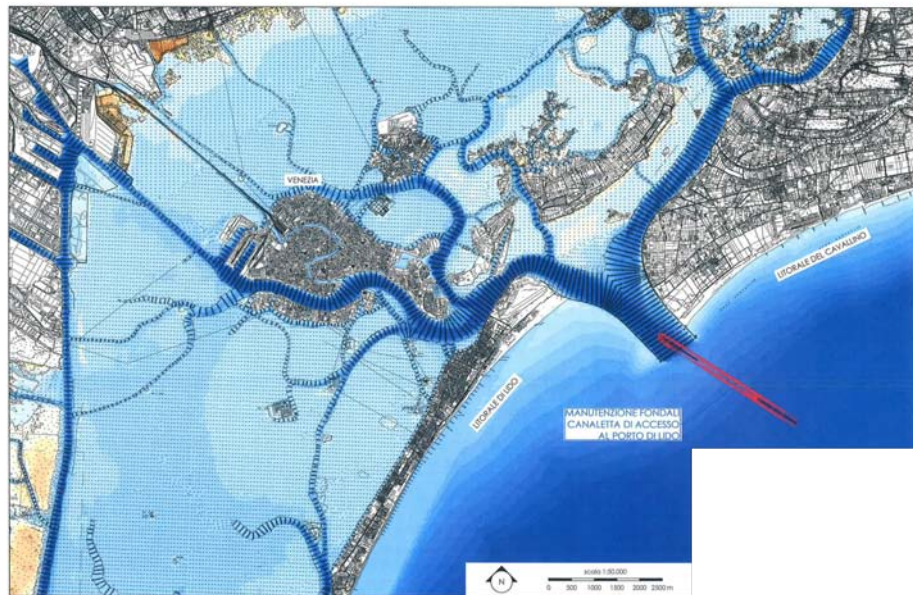 VENEZIA
LITORALE DEL CAVALLINO
LITORALE DI LIDO
MANUTENZIONE FONDALI
CANALETTA DI ACCESSO
AL PORTO DI LIDO
N
scala 1:50.000
0 500 1000 1500 2000 2500 m